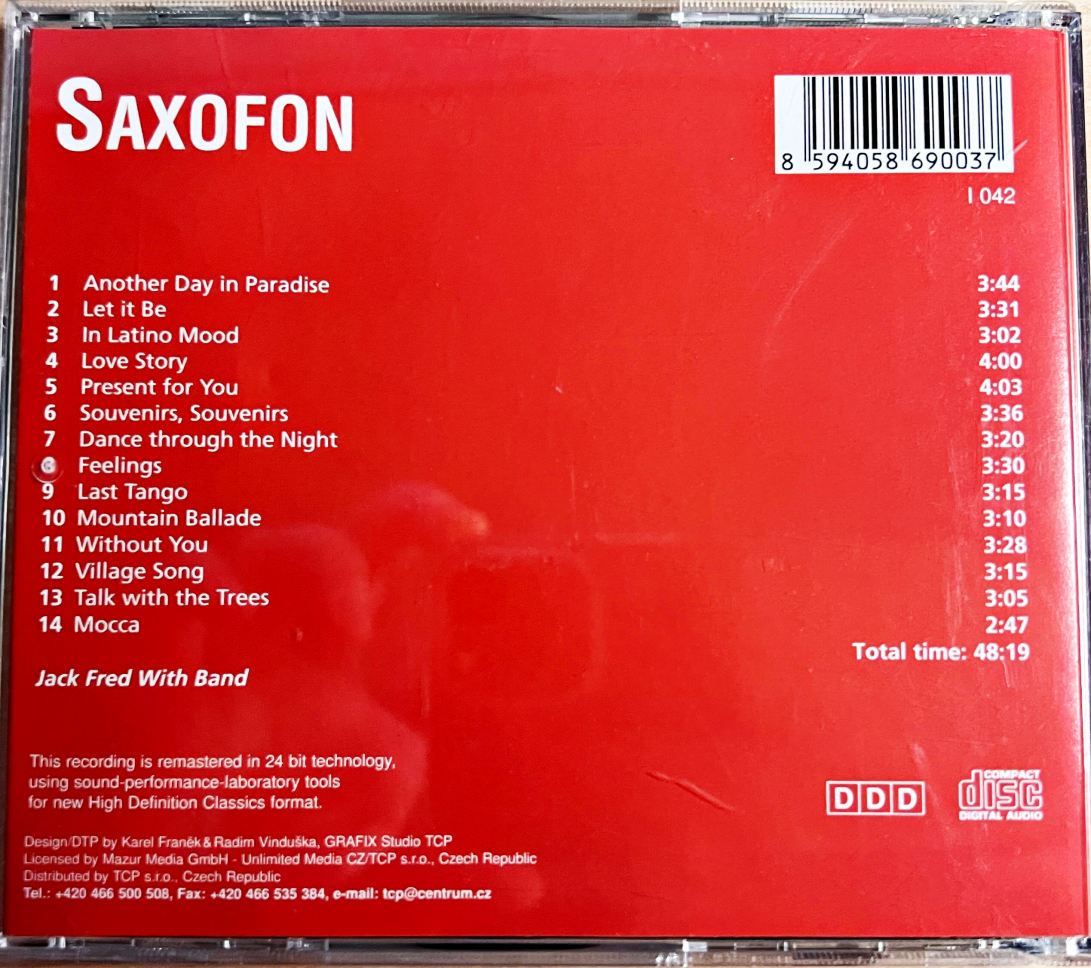 SAXOFON
8 594058 690037
I 042
1 Another Day in Paradise 3:44
2 Let it Be 3:31
3 In Latino Mood 3:02
4 Love Story 4:00
5 Present for You 4:03
6 Souvenirs, Souvenirs 3:36
7 Dance through the Night 3:20
8 Feelings 3:30
9 Last Tango 3:15
10 Mountain Ballade 3:10
11 Without You 3:28
12 Village Song 3:15
13 Talk with the Trees 3:05
14 Mocca 2:47
Total time: 48:19
Jack Fred With Band
This recording is remastered in 24 bit technology,
using sound-performance-laboratory tools
for new High Definition Classics format.
DDD
COMPACT
disc
DIGITAL AUDIO
Design/DTP by Karel Franěk & Radim Vinduška, GRAFIX Studio TCP
Licensed by Mazur Media GmbH - Unlimited Media CZ/TCP s.r.o., Czech Republic
Distributed by TCP s.r.o., Czech Republic
Tel.: +420 466 500 508, Fax: +420 466 535 384, e-mail: tcp@centrum.cz